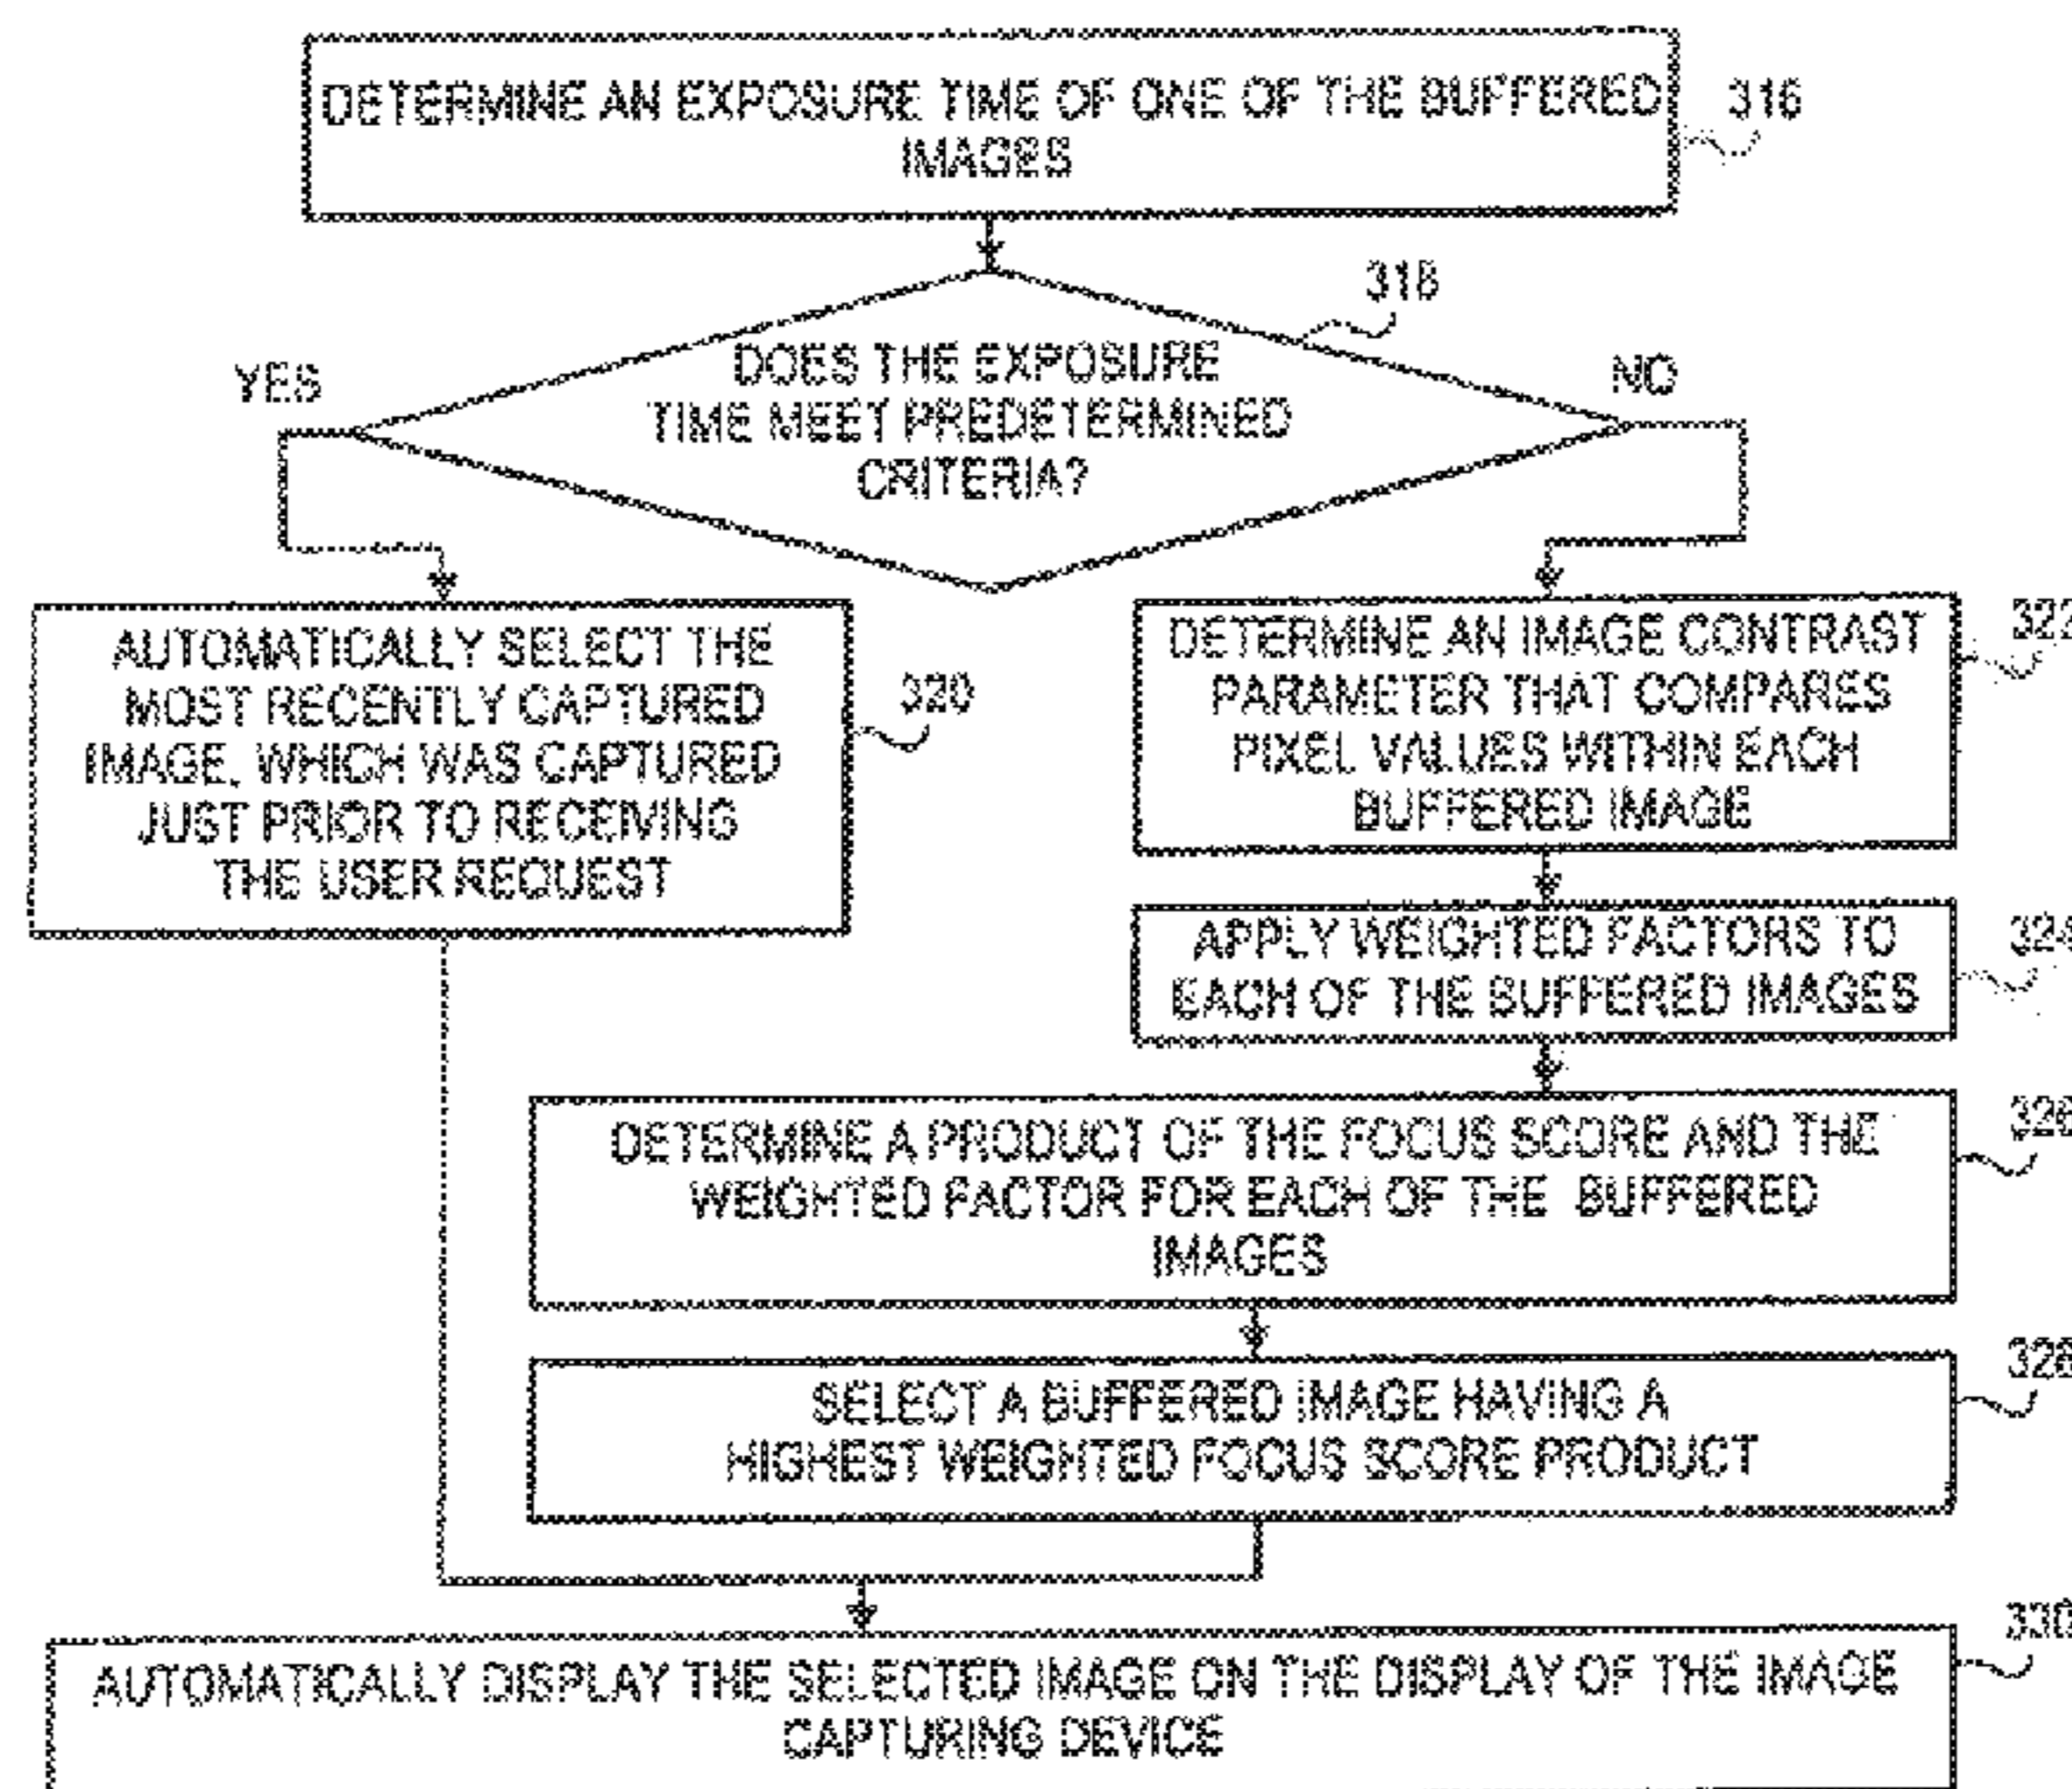 DETERMINE AN EXPOSURE TIME OF ONE OF THE BUFFERED
IMAGES
316
318
DOES THE EXPOSURE
TIME MEET PREDETERMINED
CRITERIA?
YES
NO
AUTOMATICALLY SELECT THE
MOST RECENTLY CAPTURED
IMAGE, WHICH WAS CAPTURED
JUST PRIOR TO RECEIVING
THE USER REQUEST
320
DETERMINE AN IMAGE CONTRAST
PARAMETER THAT COMPARES
PIXEL VALUES WITHIN EACH
BUFFERED IMAGE
322
APPLY WEIGHTED FACTORS TO
EACH OF THE BUFFERED IMAGES
324
DETERMINE A PRODUCT OF THE FOCUS SCORE AND THE
WEIGHTED FACTOR FOR EACH OF THE BUFFERED
IMAGES
326
SELECT A BUFFERED IMAGE HAVING A
HIGHEST WEIGHTED FOCUS SCORE PRODUCT
328
AUTOMATICALLY DISPLAY THE SELECTED IMAGE ON THE DISPLAY OF THE IMAGE
CAPTURING DEVICE
330